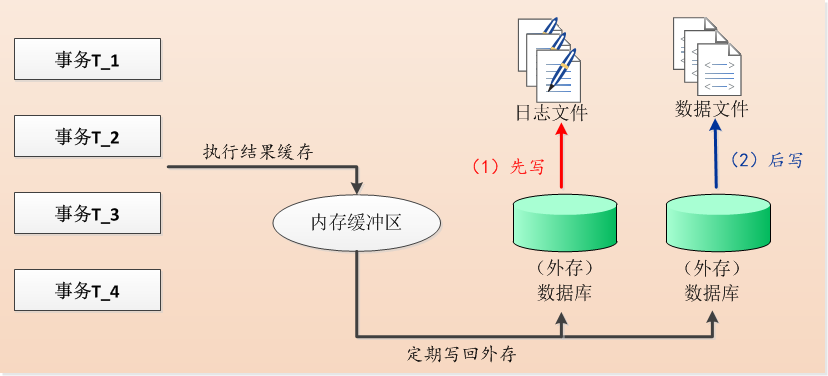 事务T_1
事务T_2
事务T_3
事务T_4
执行结果缓存
内存缓冲区
定期写回外存
日志文件
数据文件
（1）先写
（2）后写
（外存）
数据库
（外存）
数据库